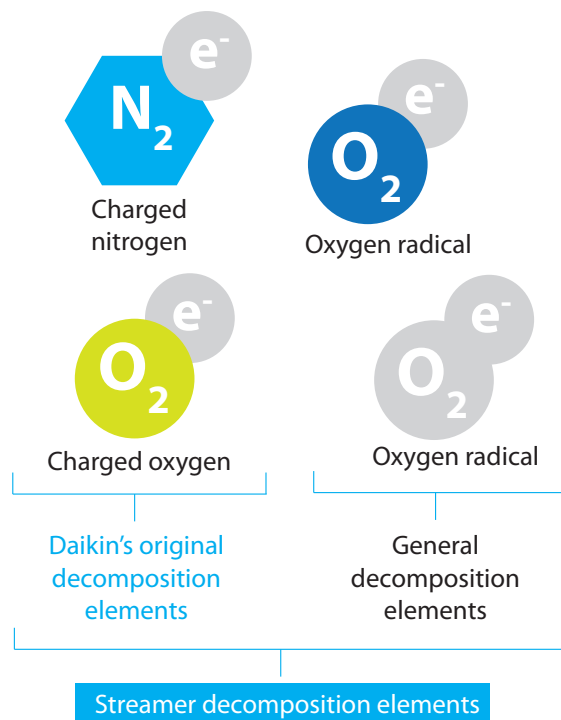 e-
N2
Charged
nitrogen
e-
O2
Oxygen radical
e-
O2
Charged oxygen
e-
O2
Oxygen radical
Daikin's original
decomposition
elements
General
decomposition
elements
Streamer decomposition elements